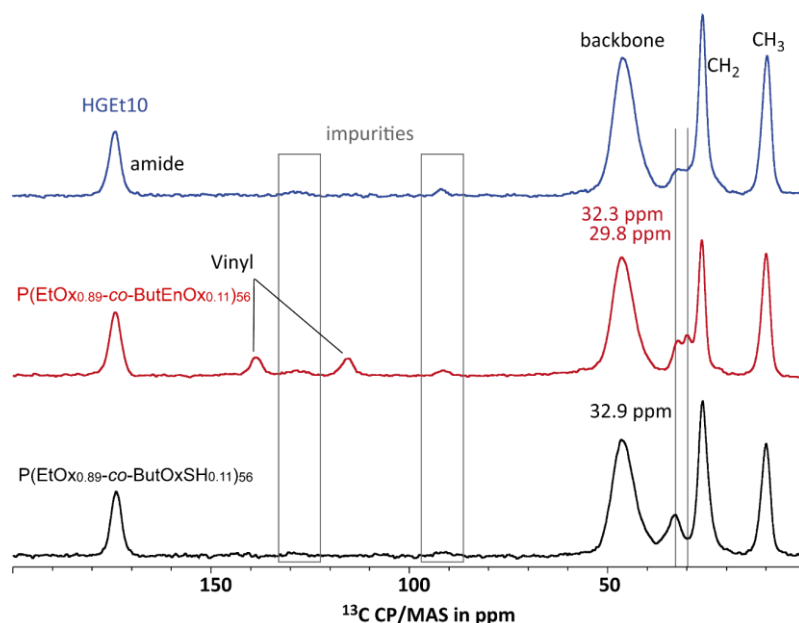 backbone
CH₃
CH₂
HGEt10
impurities
amide
32.3 ppm
29.8 ppm
Vinyl
P(EtOx₀.₈₉-co-ButEnOx₀.₁₁)₅₆
32.9 ppm
P(EtOx₀.₈₉-co-ButOxSH₀.₁₁)₅₆
150
100
50
¹³C CP/MAS in ppm